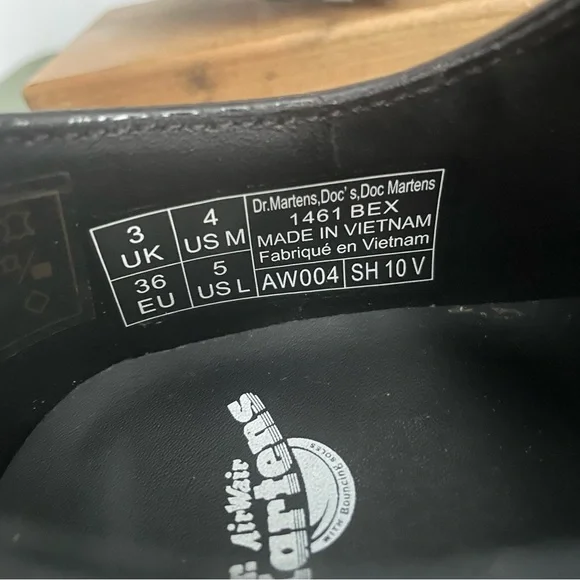 3
UK
4
US M
36
EU
5
US L
Dr.Martens,Doc's,Doc Martens
1461 BEX
MADE IN VIETNAM
Fabriqué en Vietnam
AW004
SH 10 V
AirWair
WITH BOUNCING SOLES